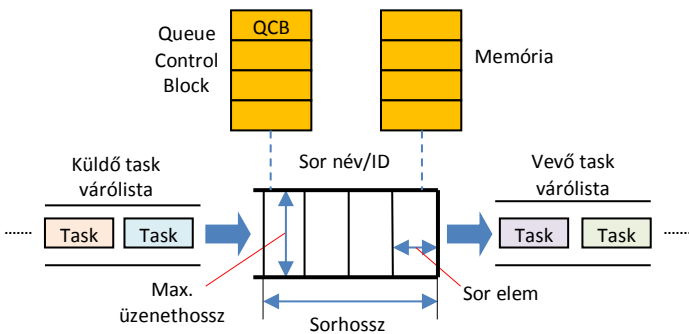 Queue
Control
Block
QCB
Memória
Küldő task
várólista
Sor név/ID
Vevő task
várólista
........
Task
Task
Task
Task
........
Max.
üzenethossz
Sorhossz
Sor elem